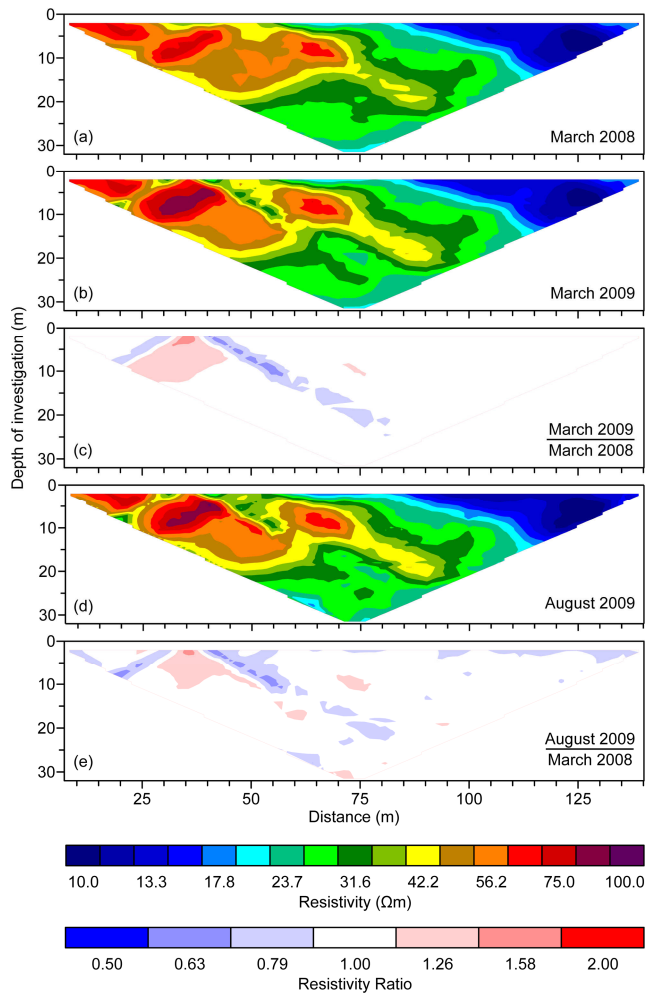 0
10
20
30
(a)
March 2008
0
10
20
30
(b)
March 2009
0
10
20
30
(c)
March 2009
March 2008
0
10
20
30
(d)
August 2009
0
10
20
30
(e)
August 2009
March 2008
Depth of investigation (m)
25 50 75 100 125
Distance (m)
10.0 13.3 17.8 23.7 31.6 42.2 56.2 75.0 100.0
Resistivity (Ωm)
0.50 0.63 0.79 1.00 1.26 1.58 2.00
Resistivity Ratio